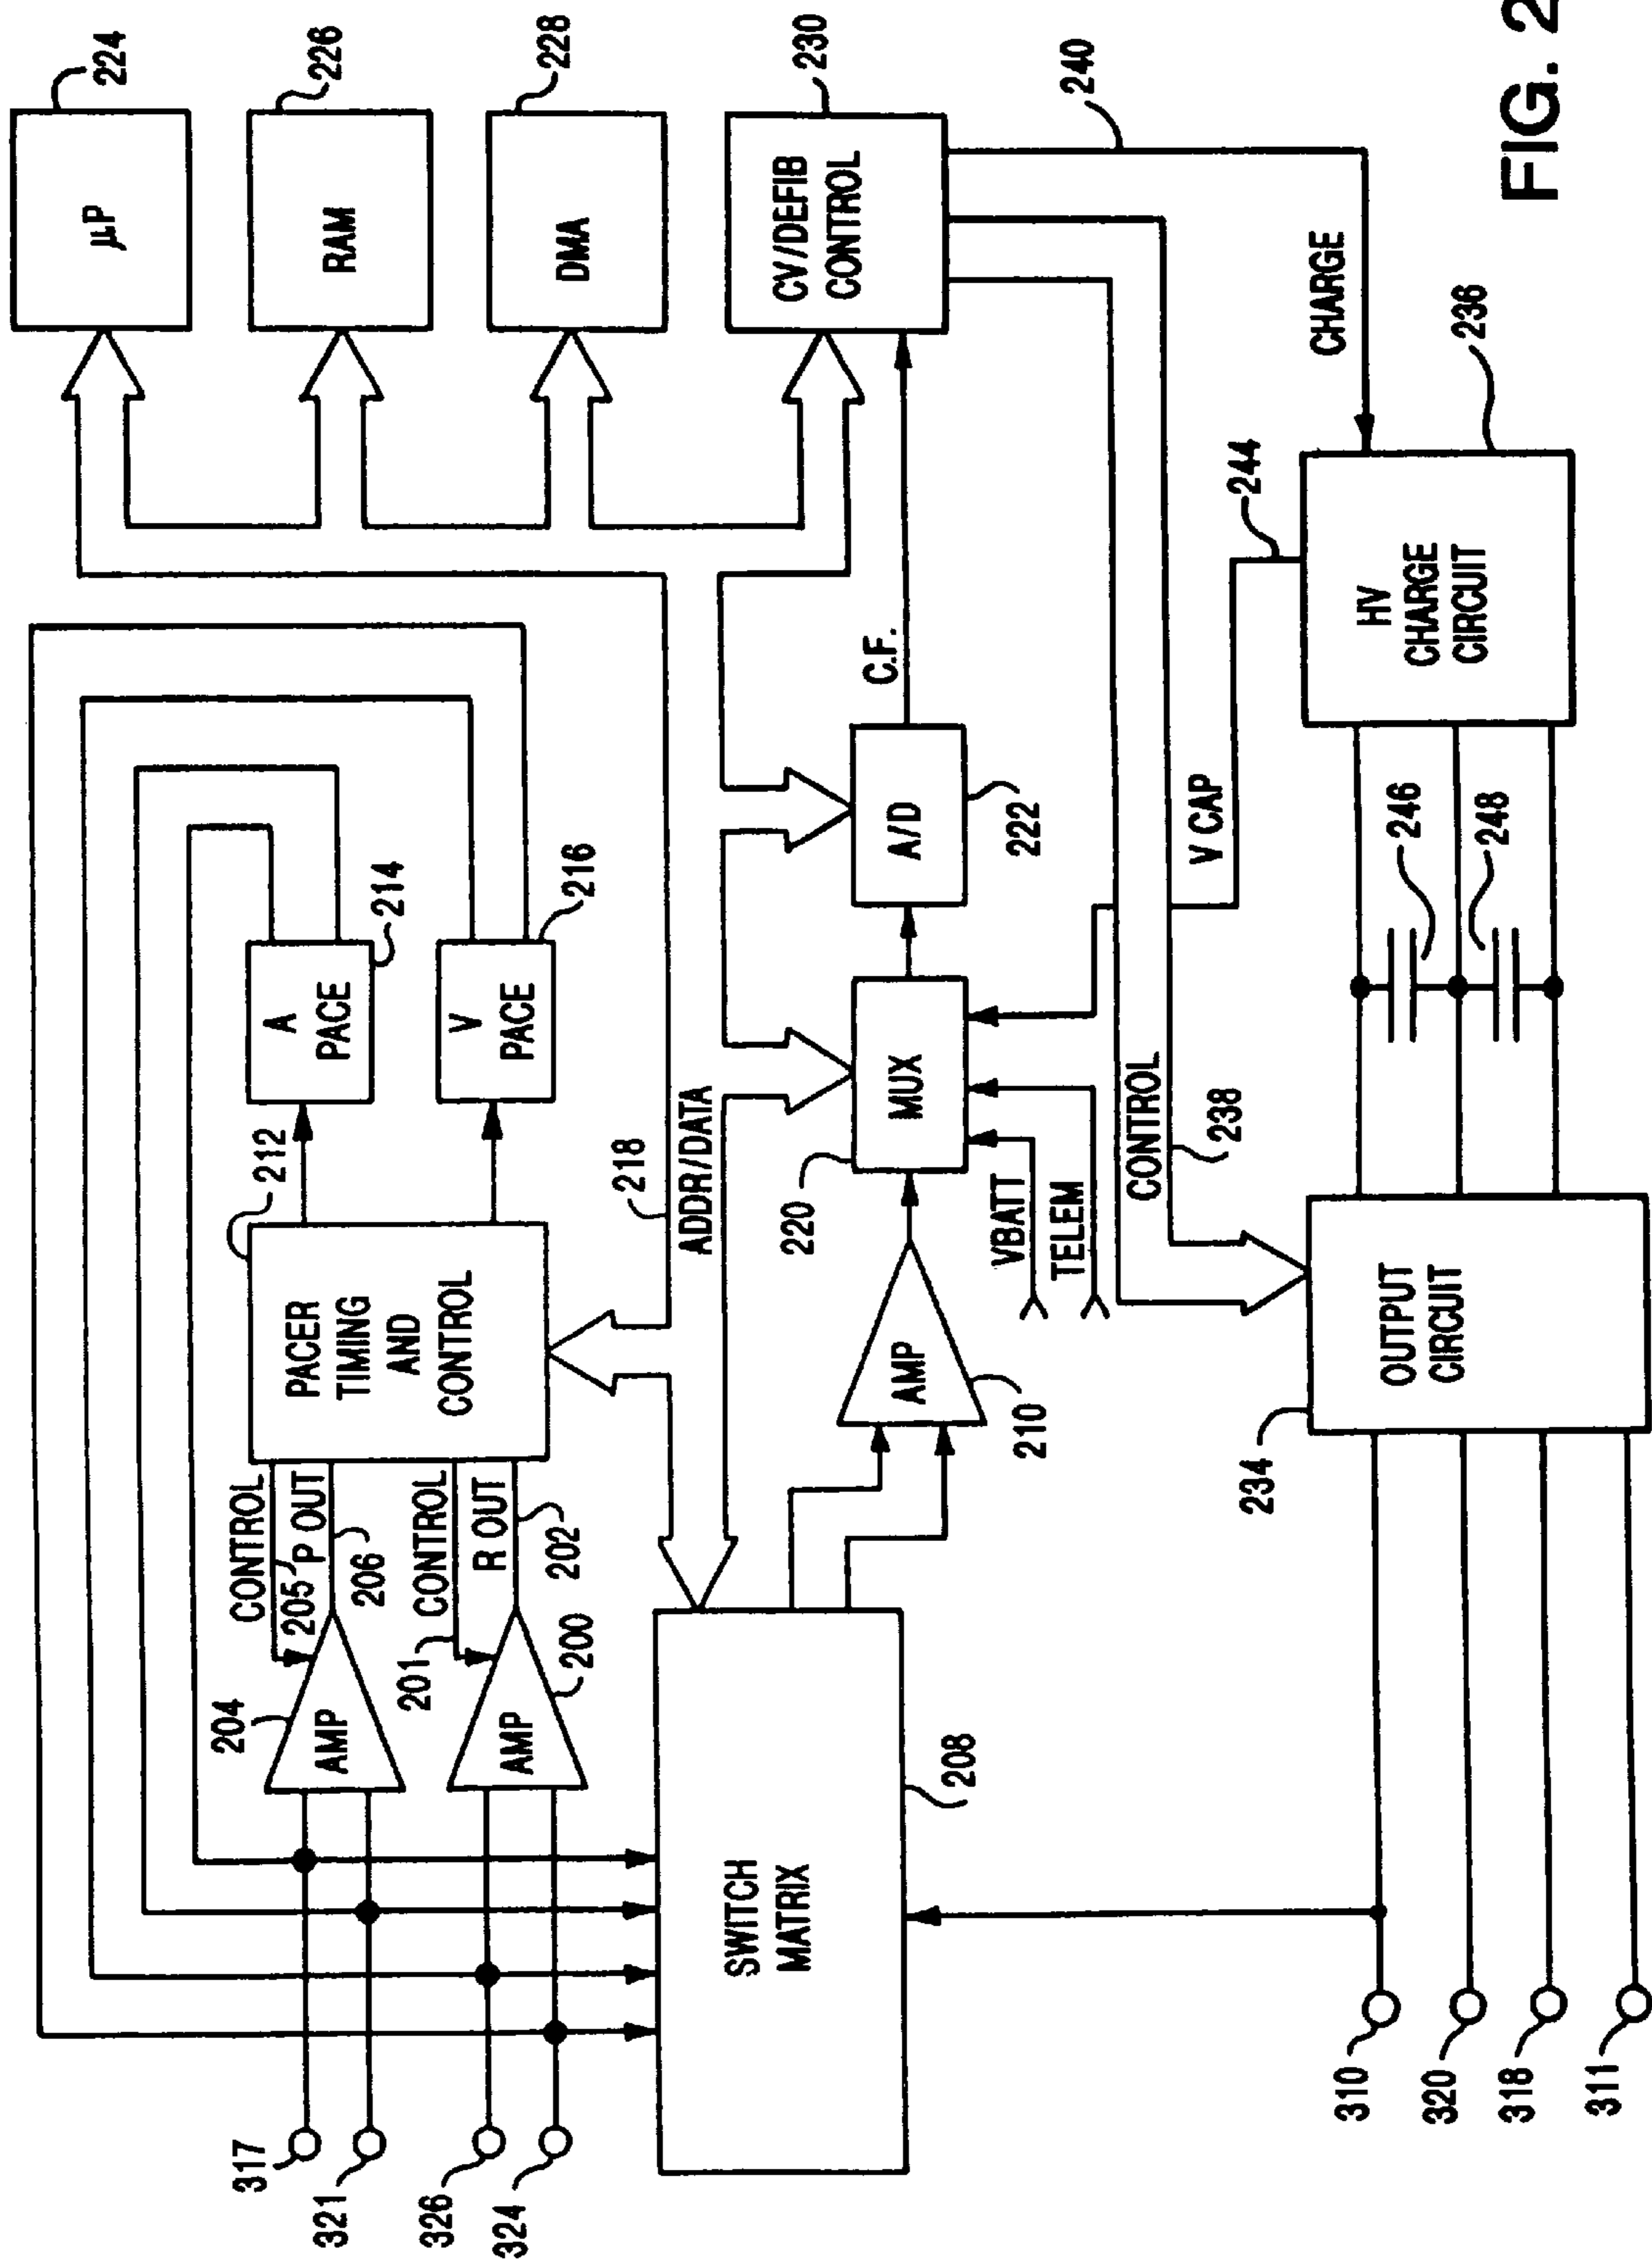 317
321
326
324
204
AMP
AMP
200
CONTROL
205
P OUT
206
201
CONTROL
R OUT
202
PACER
TIMING
AND
CONTROL
212
A
PACE
214
V
PACE
216
218
ADDR/DATA
μP
224
RAM
226
DMA
228
CV/DEFIB
CONTROL
230
SWITCH
MATRIX
208
AMP
210
MUX
220
A/D
222
C.F.
VBATT
TELEM
CONTROL
238
V CAP
244
240
CHARGE
HV
CHARGE
CIRCUIT
236
246
248
OUTPUT
CIRCUIT
234
310
320
318
311
FIG. 2